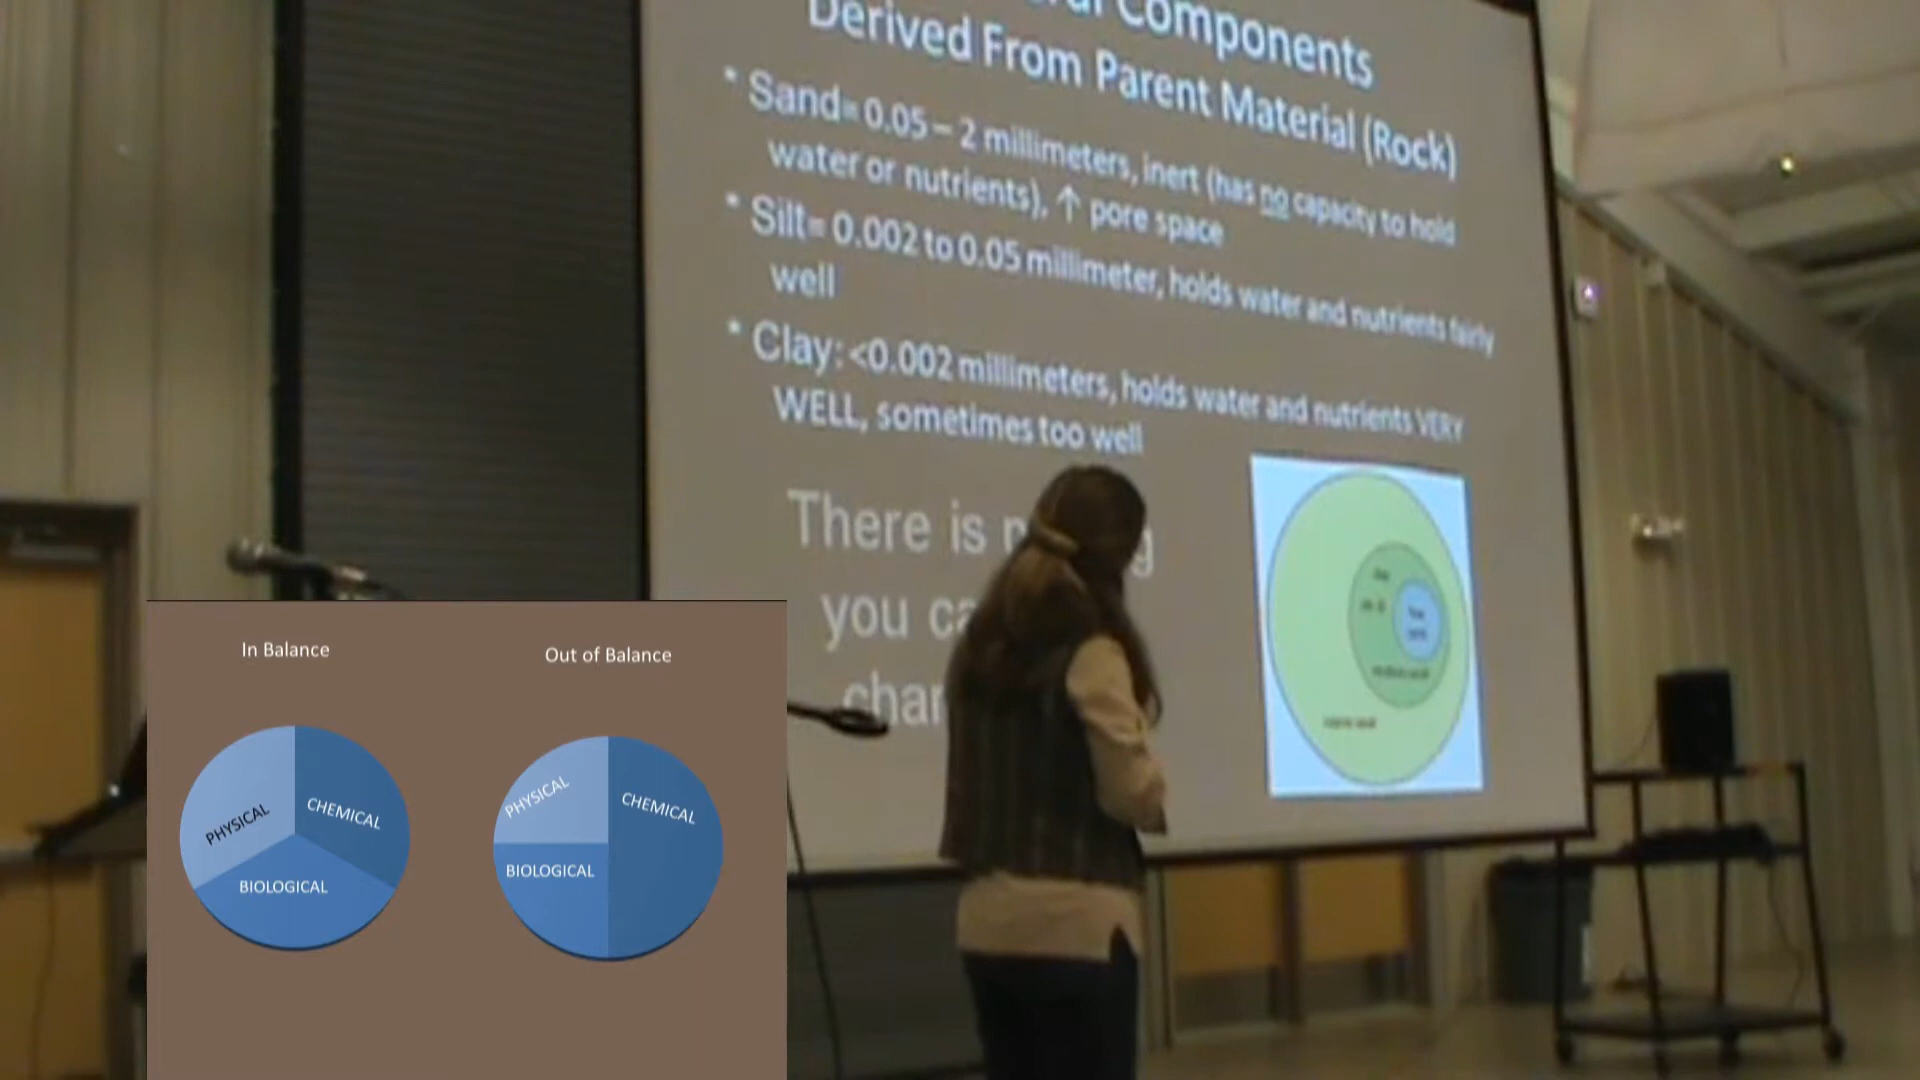 Components
Derived From Parent Material (Rock)
* Sand= 0.05 – 2 millimeters, inert (has no capacity to hold
water or nutrients), ↑ pore space
* Silt= 0.002 to 0.05 millimeter, holds water and nutrients fairly
well
* Clay: <0.002 millimeters, holds water and nutrients VERY
WELL, sometimes too well
There is
you
In Balance
Out of Balance
PHYSICAL
CHEMICAL
BIOLOGICAL
PHYSICAL
CHEMICAL
BIOLOGICAL